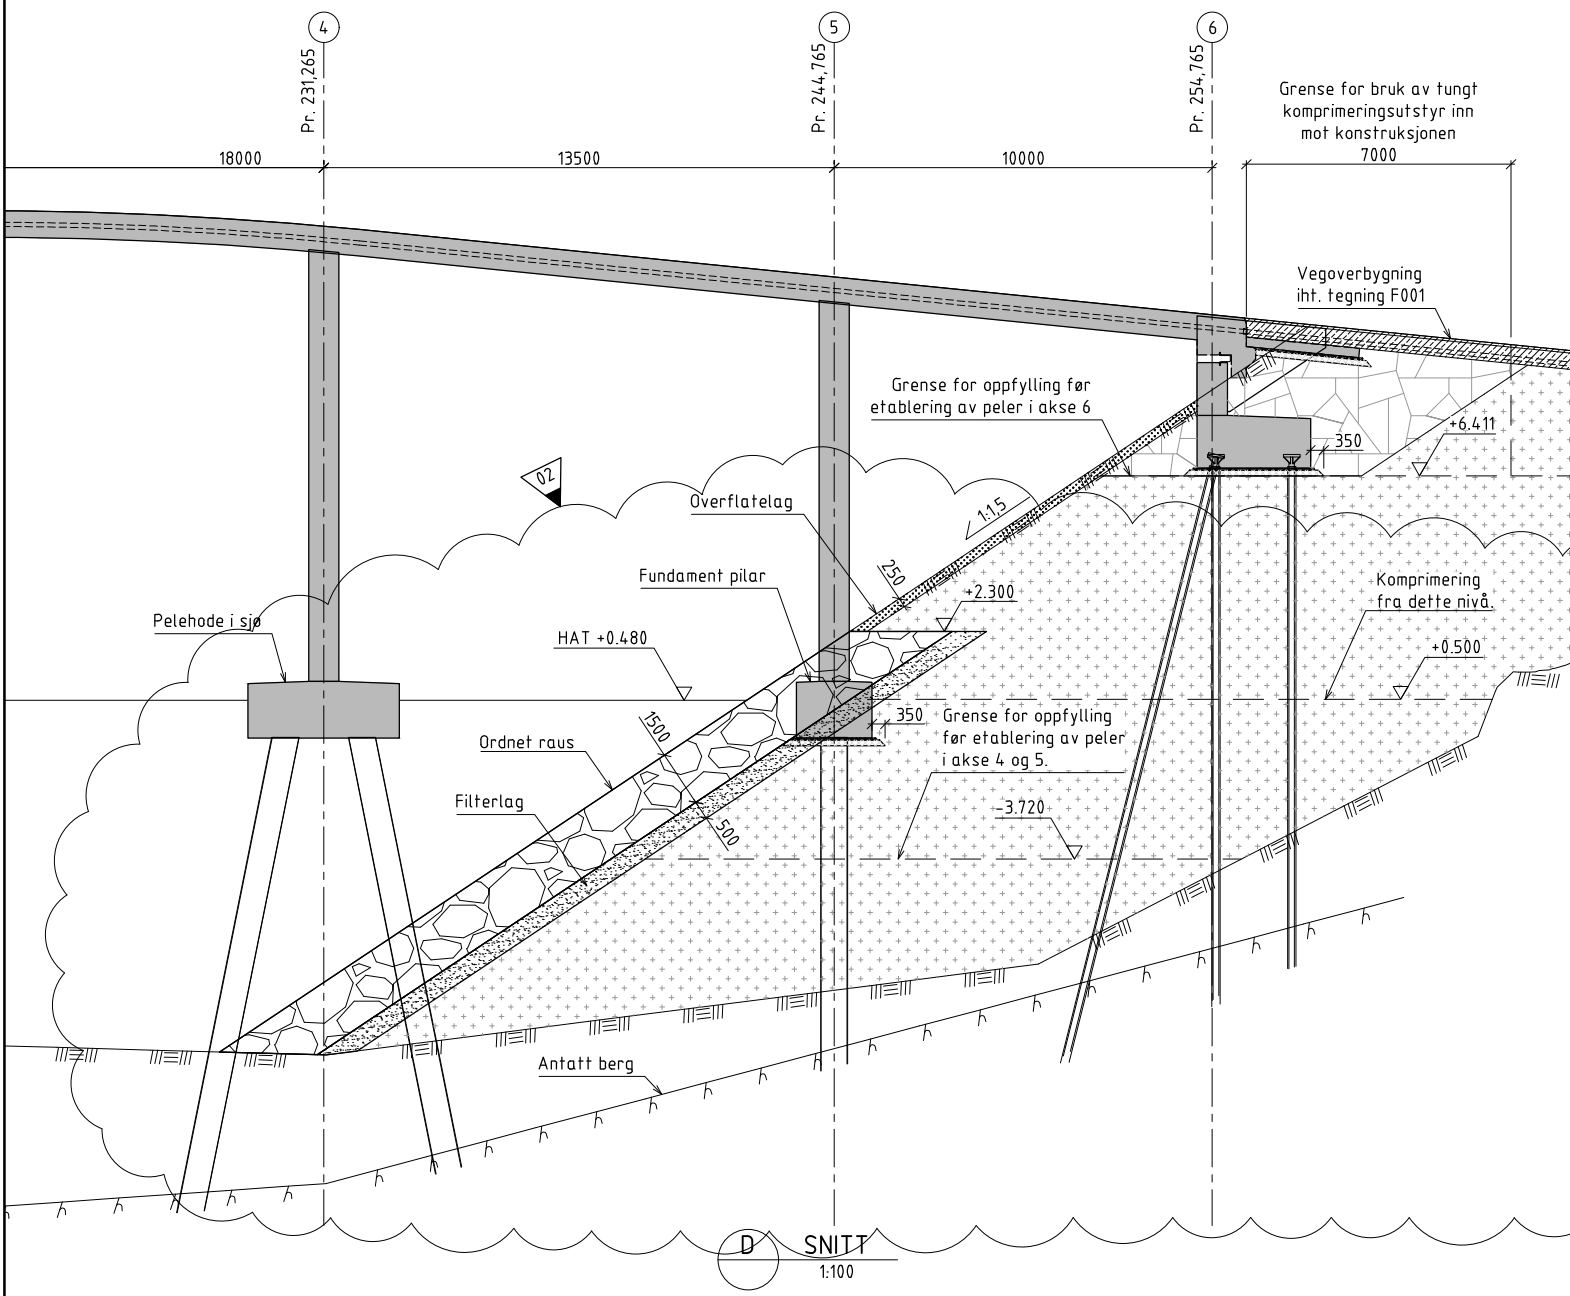 4
5
6
Pr. 231,265
Pr. 244,765
Pr. 254,765
Grense for bruk av tungt
komprimeringsutstyr inn
mot konstruksjonen
18000
13500
10000
7000
Vegoverbygning
iht. tegning F001
Grense for oppfylling før
etablering av peler i akse 6
+6.411
350
02
Overflatelag
1:1,5
250
Fundament pilar
+2.300
Komprimering
fra dette nivå.
Pelehode i sjø
HAT +0.480
+0.500
1500
350
Grense for oppfylling
før etablering av peler
i akse 4 og 5.
Ordnet raus
Filterlag
500
-3.720
Antatt berg
D SNITT
1:100